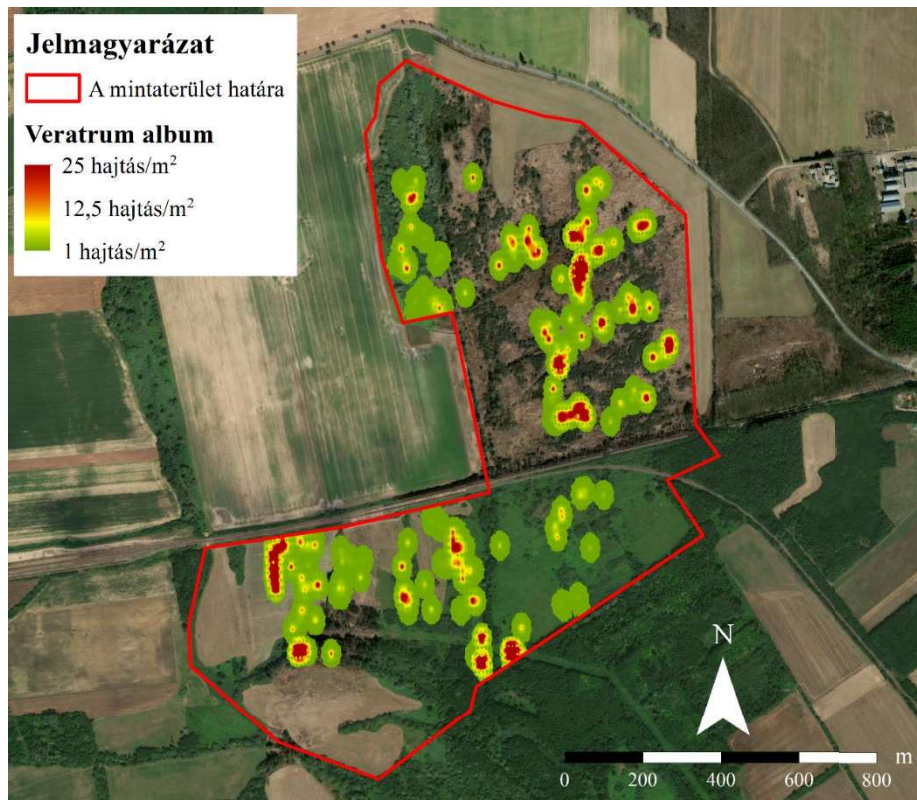 Jelmagyarázat
A mintaterület határa
Veratrum album
25 hajtás/m²
12,5 hajtás/m²
1 hajtás/m²
N
m
0 200 400 600 800